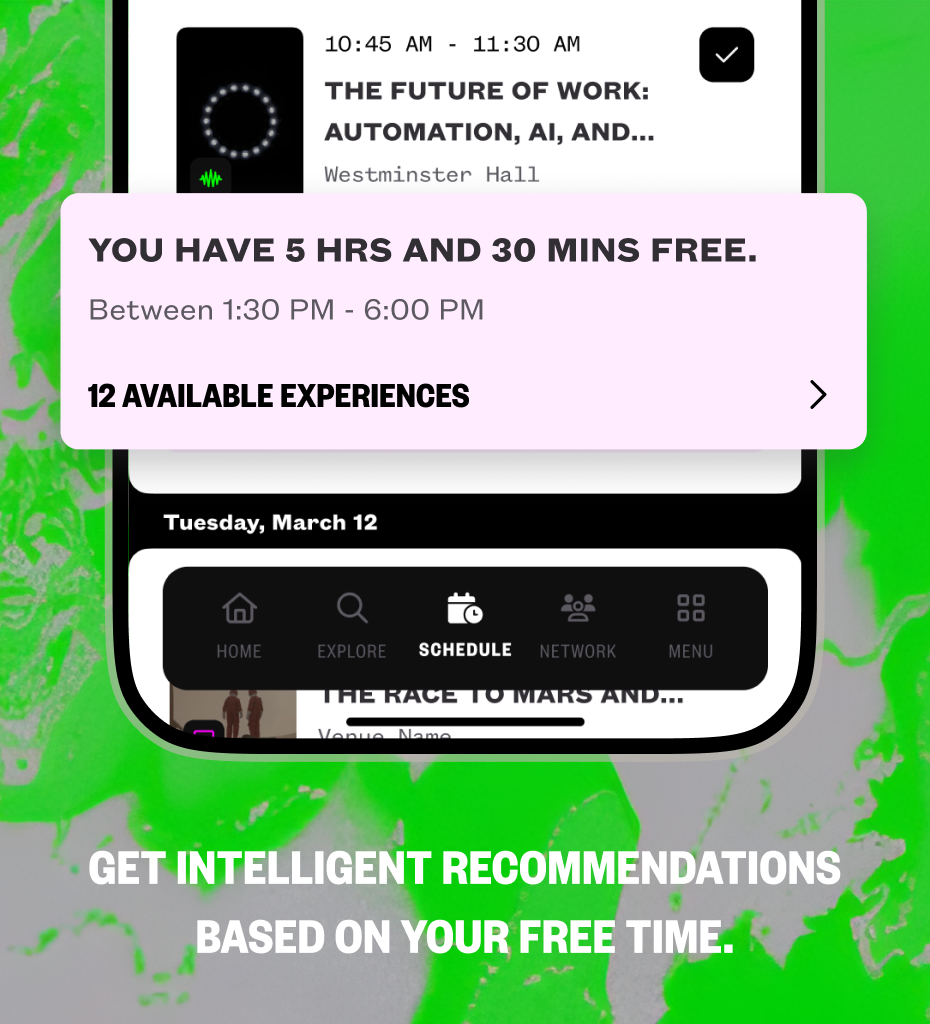 10:45 AM - 11:30 AM
THE FUTURE OF WORK:
AUTOMATION, AI, AND...
Westminster Hall
YOU HAVE 5 HRS AND 30 MINS FREE.
Between 1:30 PM - 6:00 PM
12 AVAILABLE EXPERIENCES
Tuesday, March 12
HOME
EXPLORE
SCHEDULE
NETWORK
MENU
THE RACE TO MARS AND...
Venue Name
GET INTELLIGENT RECOMMENDATIONS
BASED ON YOUR FREE TIME.